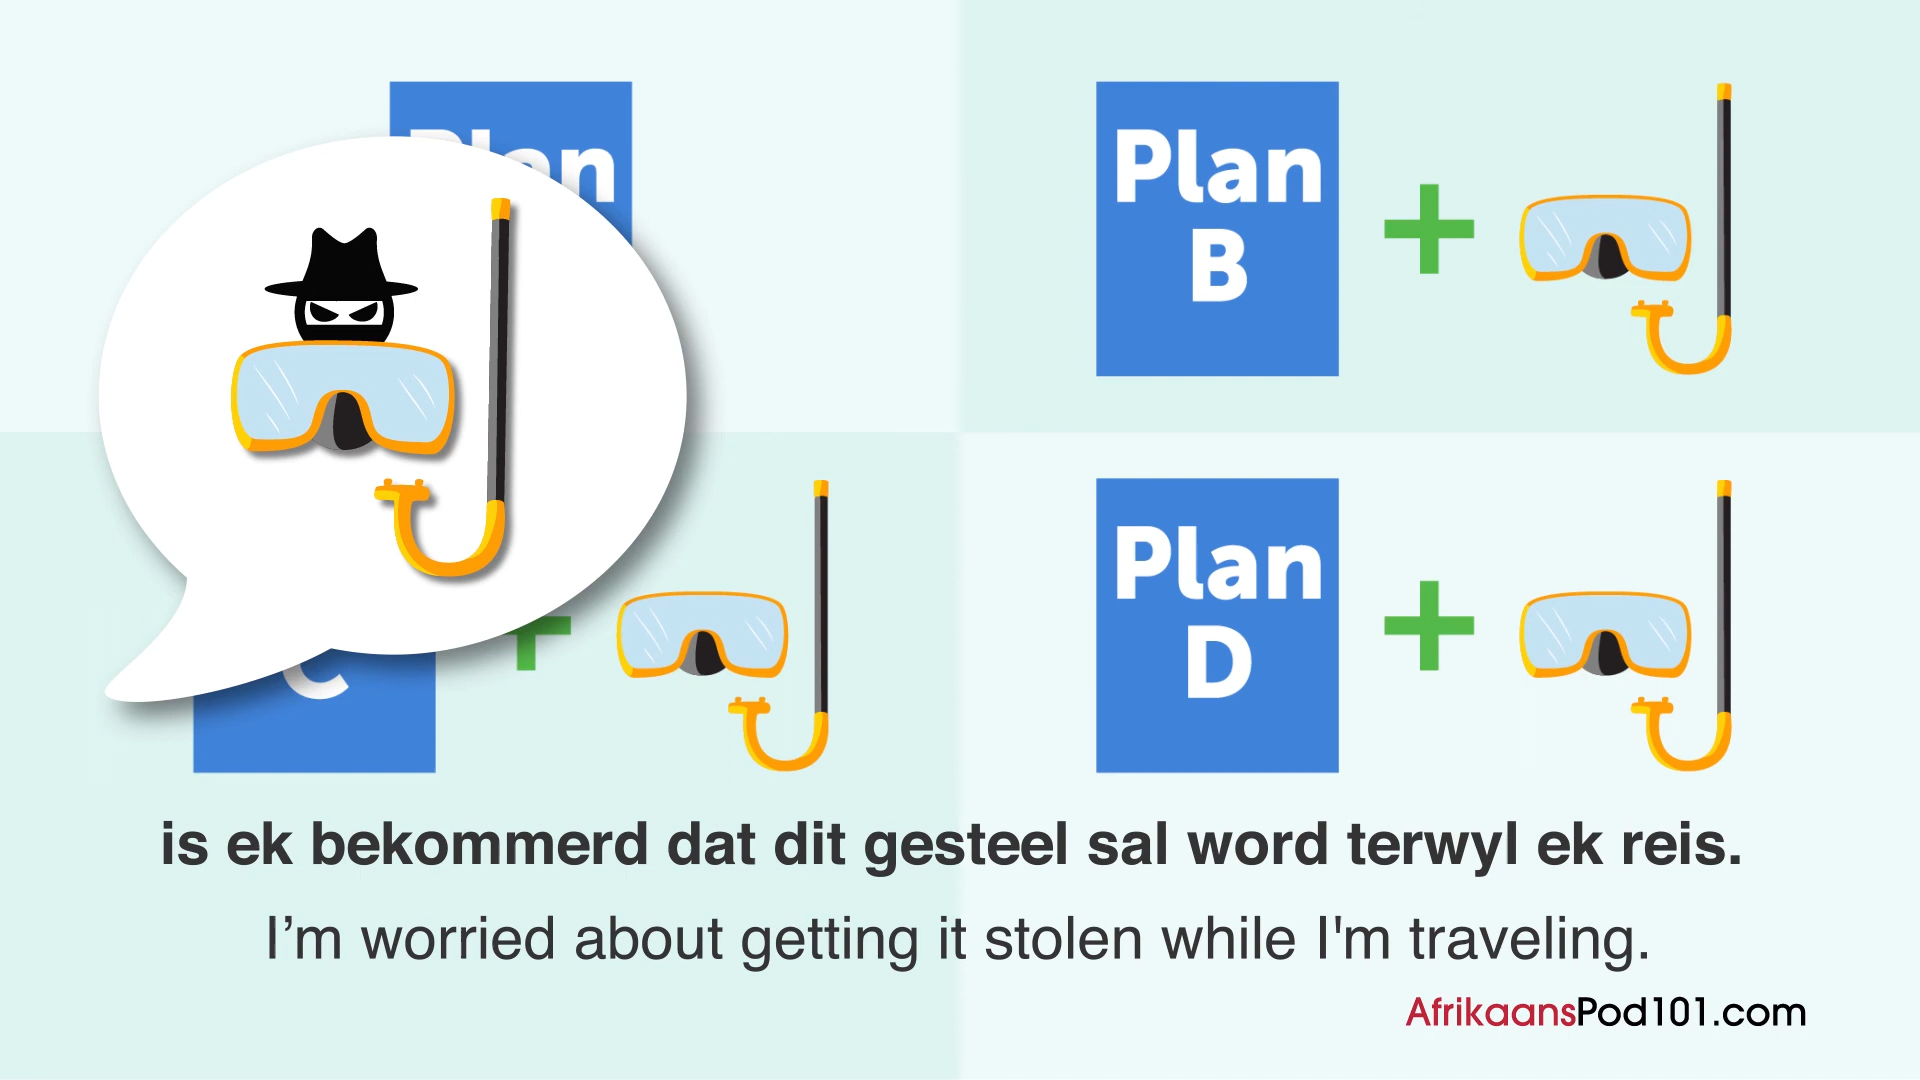 Plan
Plan
B
C
Plan
D
is ek bekommerd dat dit gesteel sal word terwyl ek reis.
I’m worried about getting it stolen while I'm traveling.
AfrikaansPod101.com